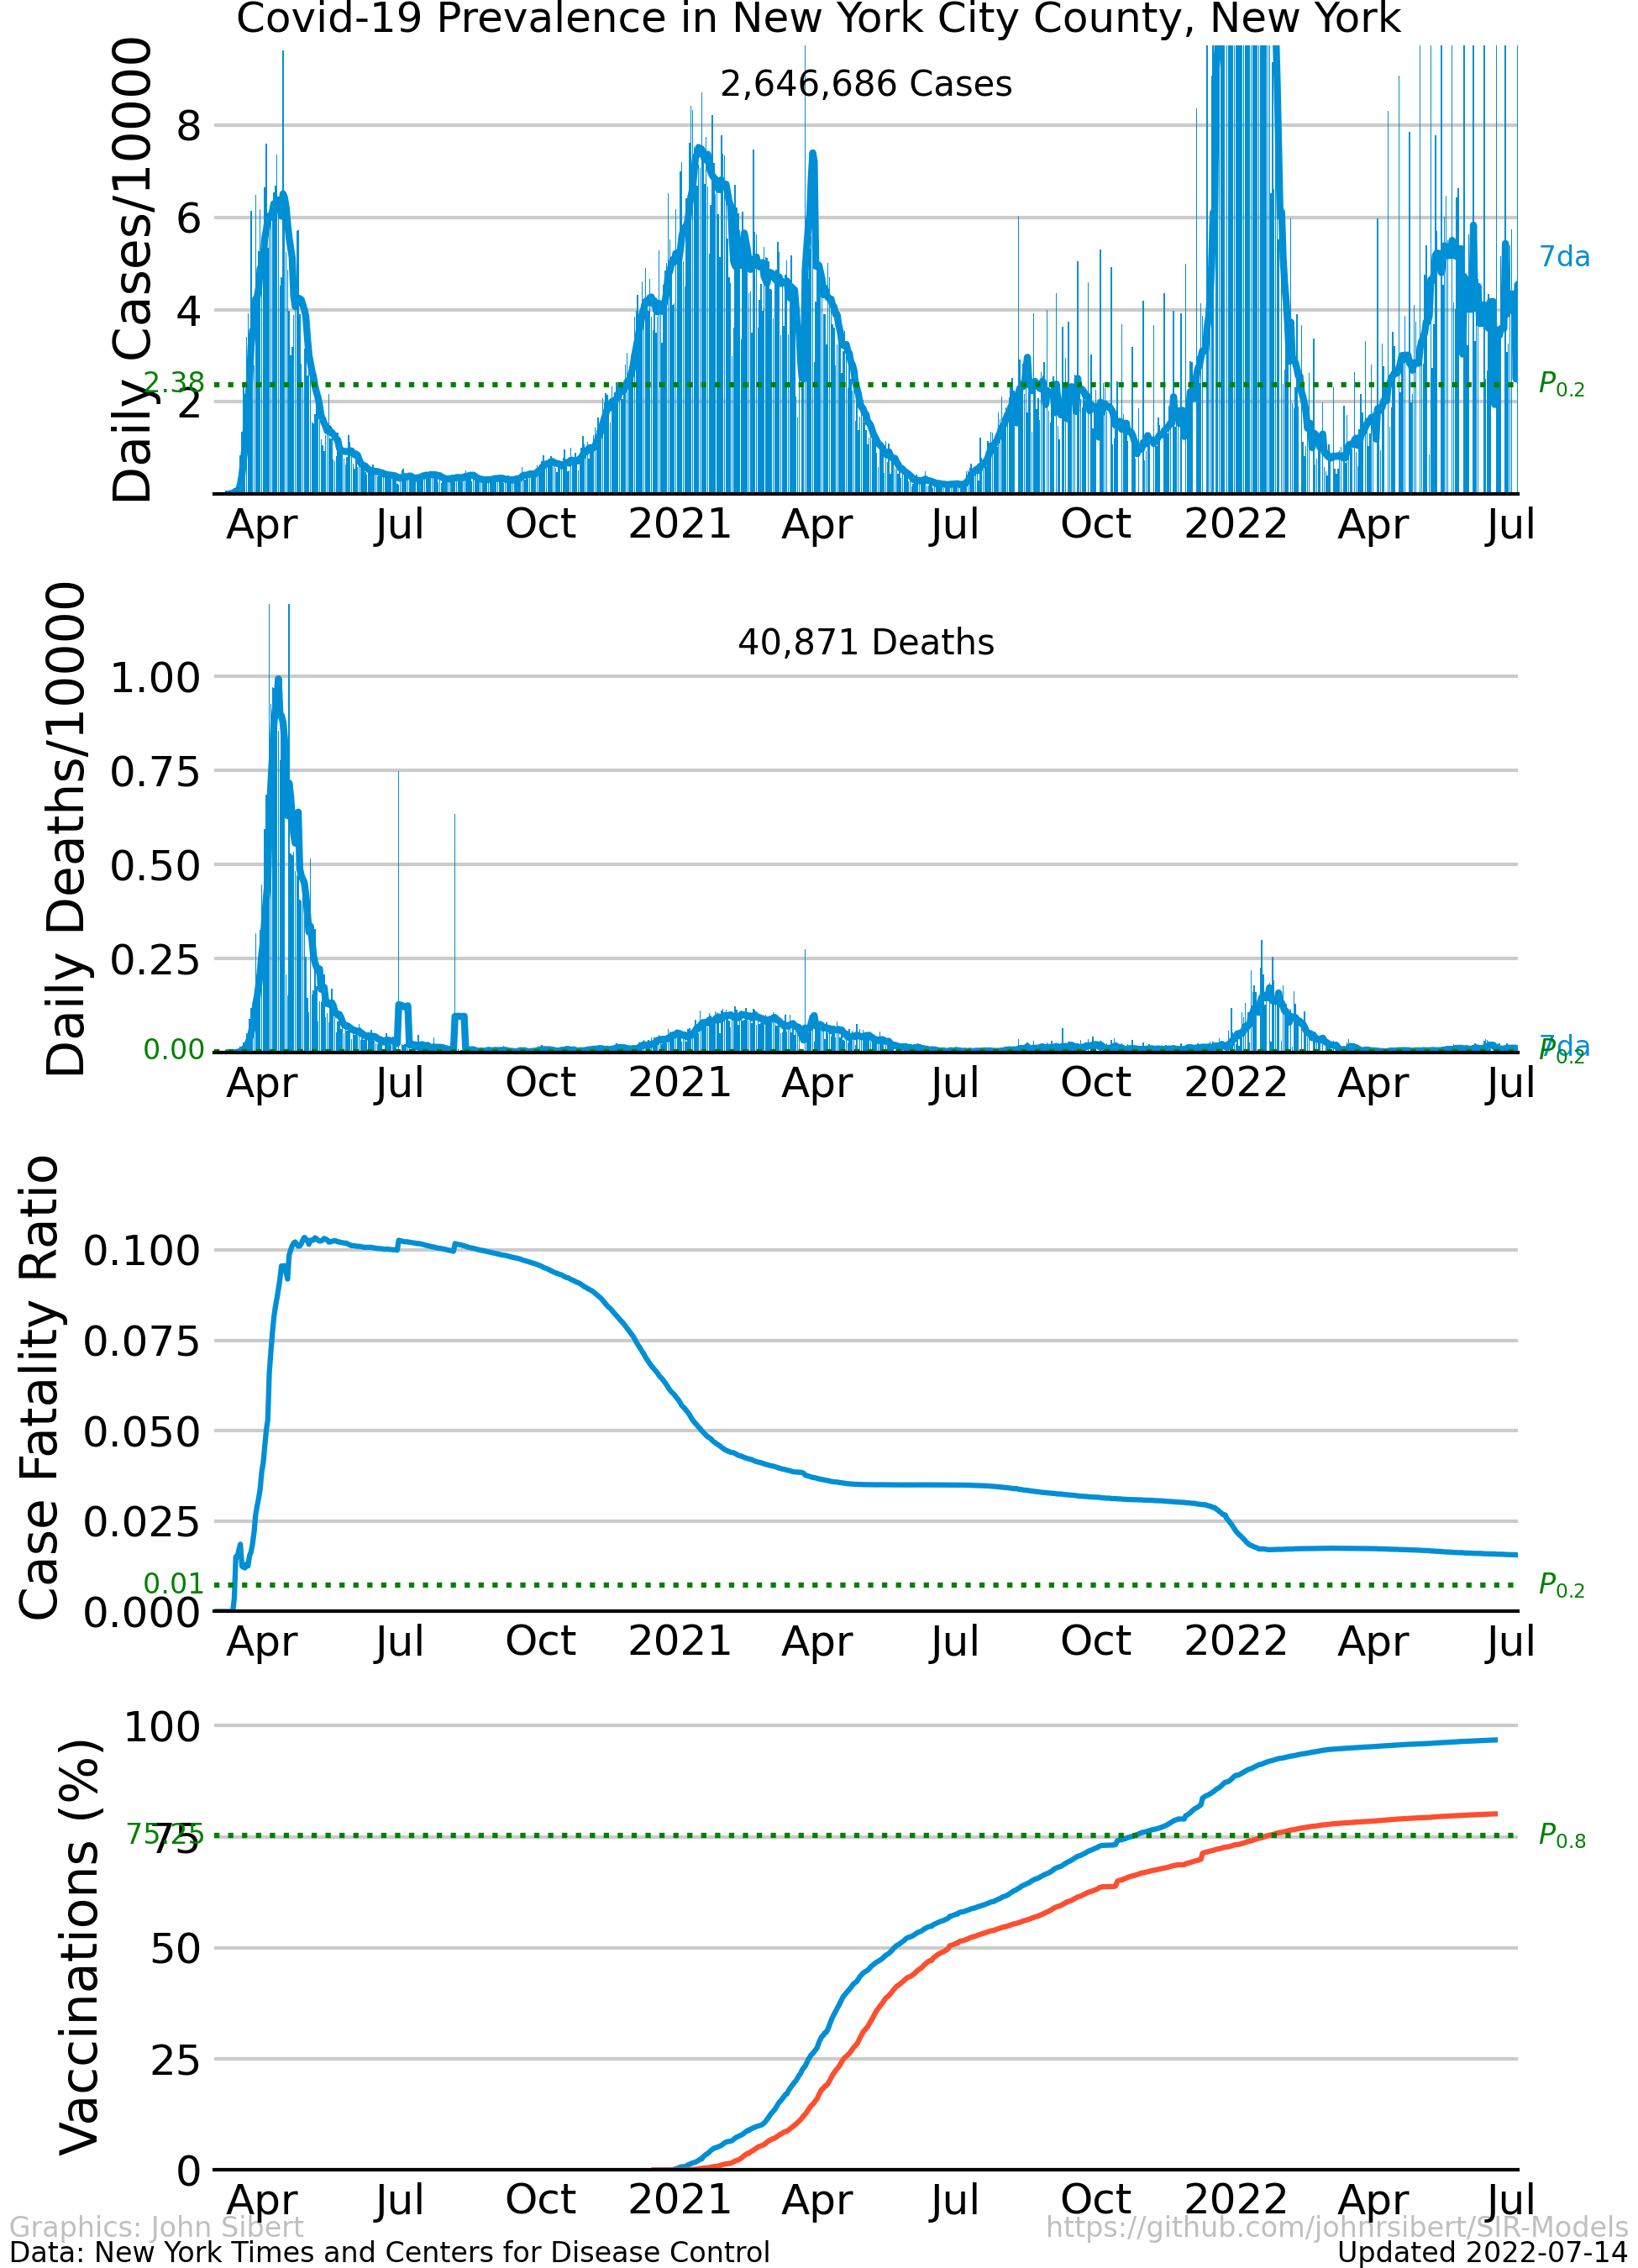 Covid-19 Prevalence in New York City County, New York
Daily Cases/10000
2,646,686 Cases
8
6
4
2
2.38
7da
P0.2
Apr Jul Oct 2021 Apr Jul Oct 2022 Apr Jul
Daily Deaths/10000
40,871 Deaths
1.00
0.75
0.50
0.25
0.00
7da
P0.2
Apr Jul Oct 2021 Apr Jul Oct 2022 Apr Jul
Case Fatality Ratio
0.100
0.075
0.050
0.025
0.01
0.000
P0.2
Apr Jul Oct 2021 Apr Jul Oct 2022 Apr Jul
Vaccinations (%)
100
75
75.25
50
25
0
P0.8
Apr Jul Oct 2021 Apr Jul Oct 2022 Apr Jul
Graphics: John Sibert https://github.com/johnrsibert/SIR-Models
Data: New York Times and Centers for Disease Control Updated 2022-07-14